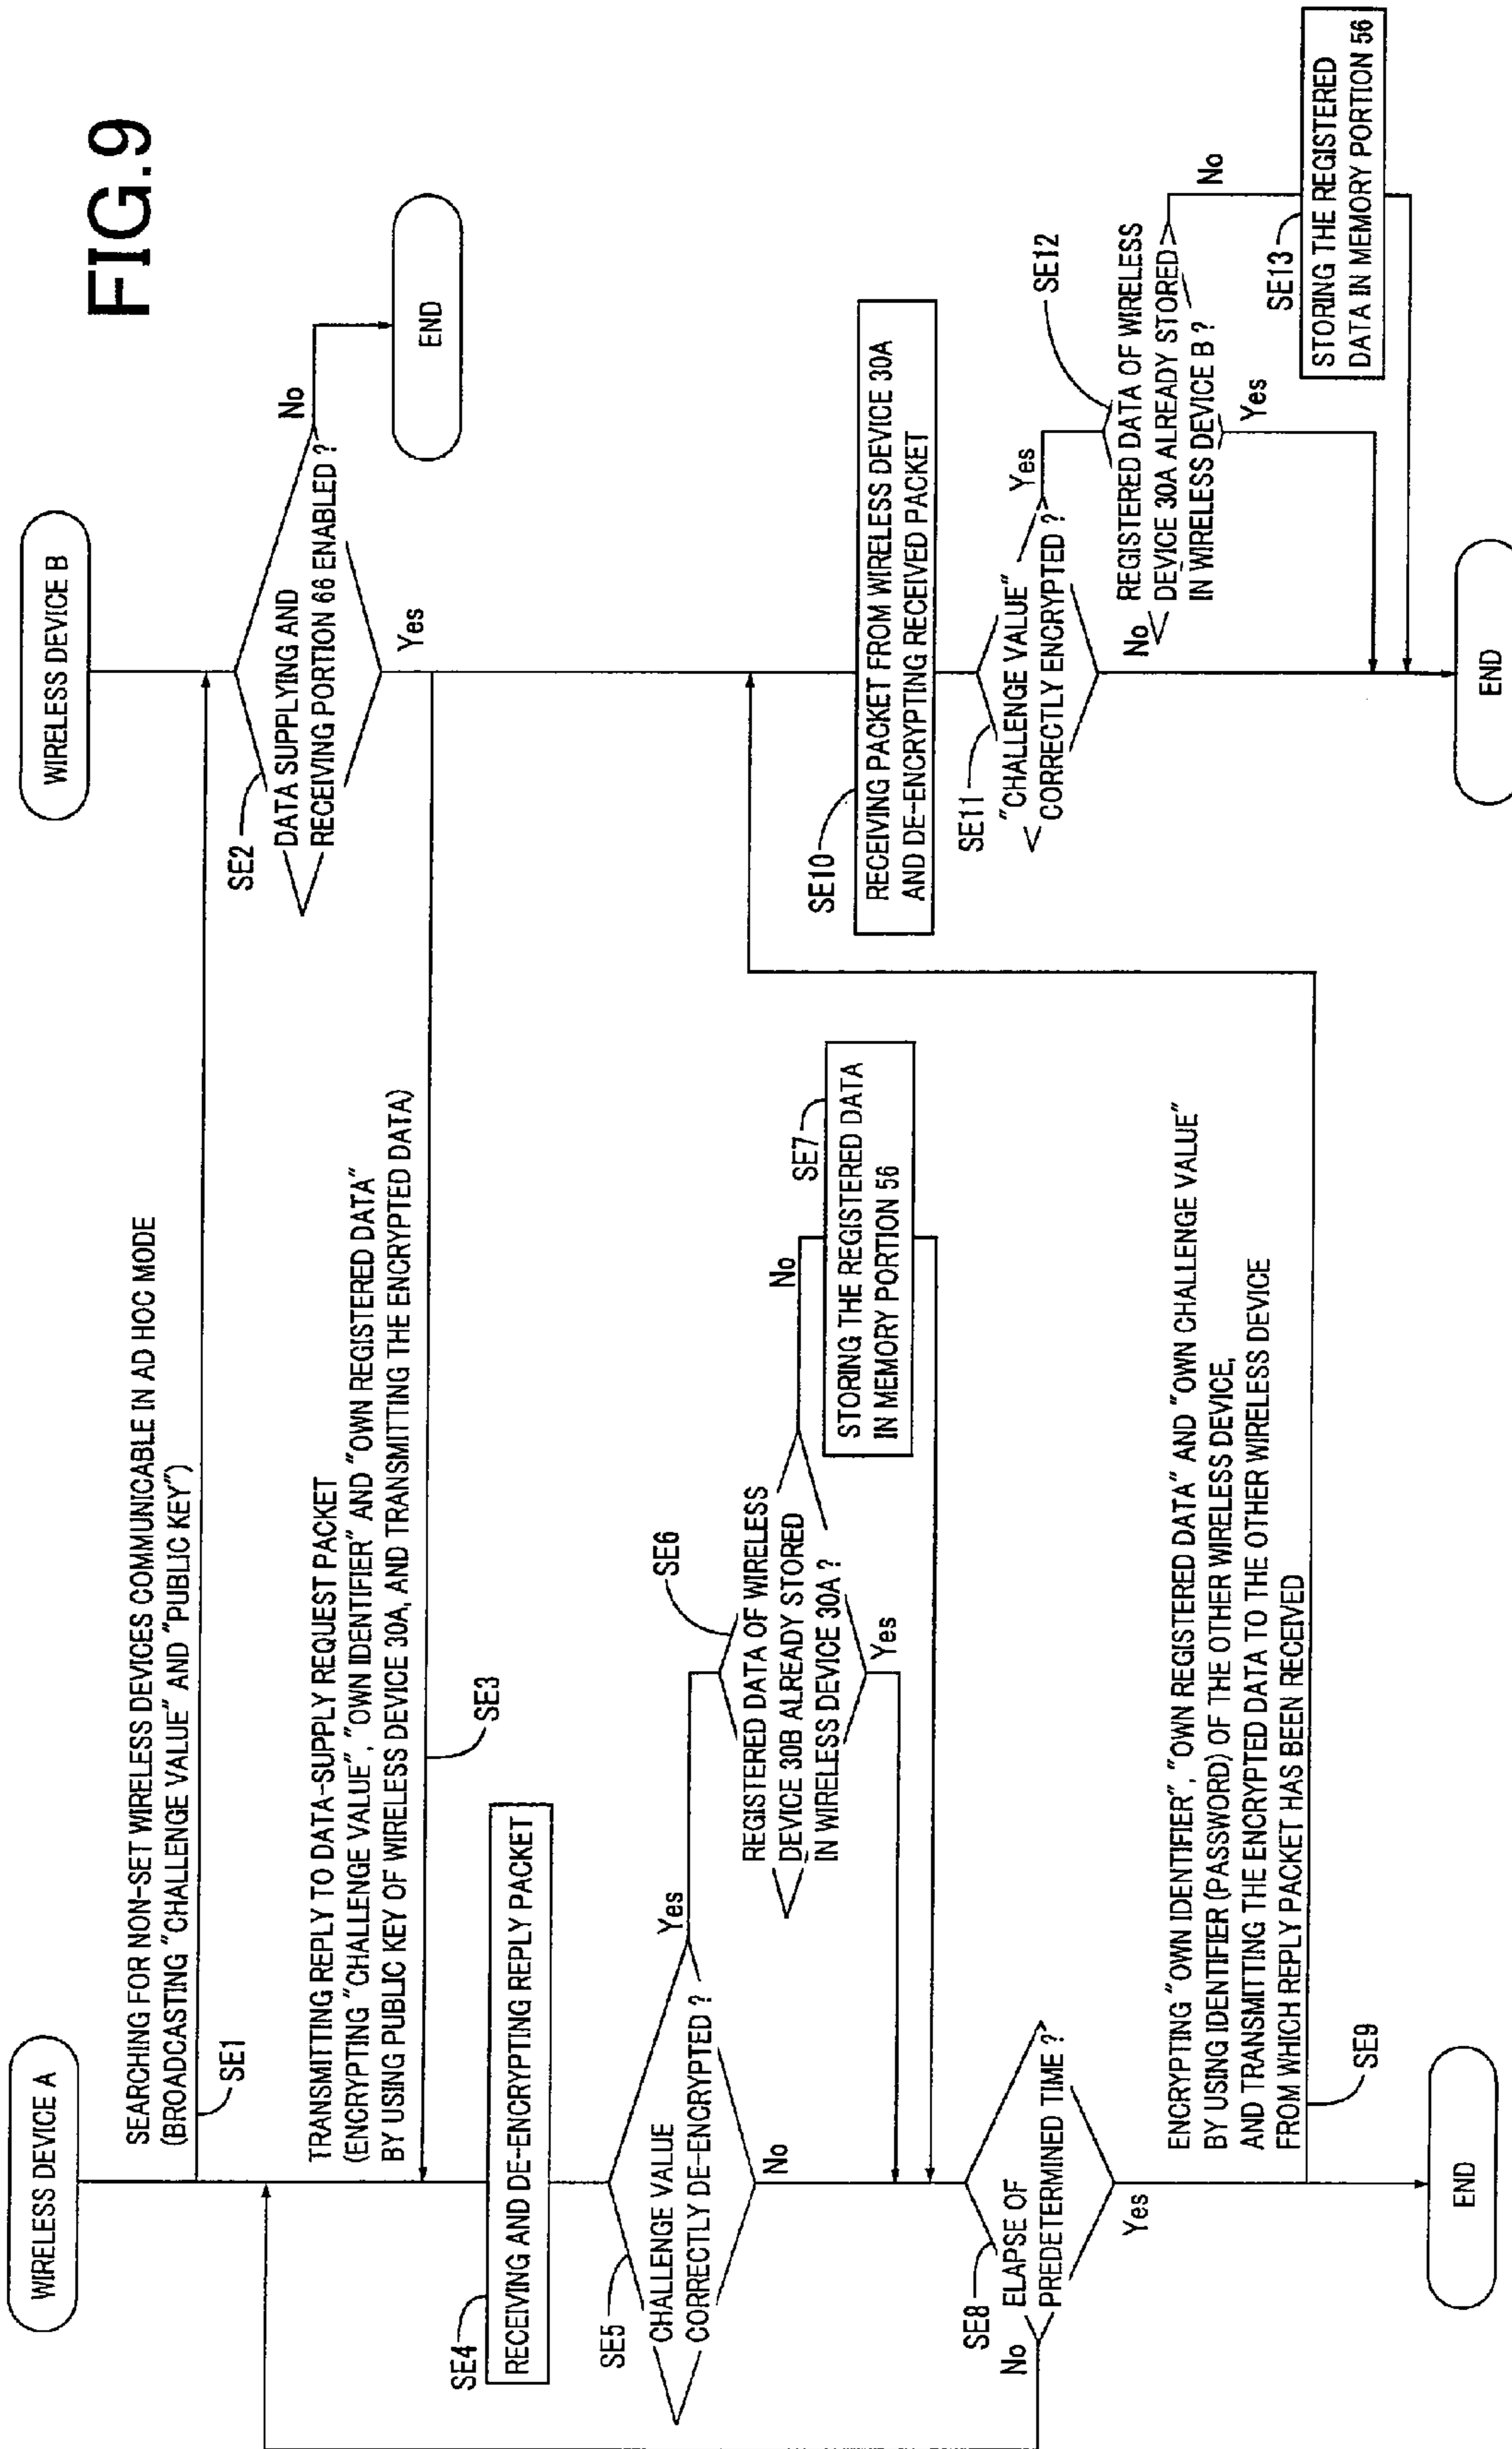 FIG.9
WIRELESS DEVICE A
WIRELESS DEVICE B
SEARCHING FOR NON-SET WIRELESS DEVICES COMMUNICABLE IN AD HOC MODE
(BROADCASTING "CHALLENGE VALUE" AND "PUBLIC KEY")
SE1
SE2
DATA SUPPLYING AND
RECEIVING PORTION 66 ENABLED ?
No
END
Yes
TRANSMITTING REPLY TO DATA-SUPPLY REQUEST PACKET
(ENCRYPTING "CHALLENGE VALUE", "OWN IDENTIFIER" AND "OWN REGISTERED DATA"
BY USING PUBLIC KEY OF WIRELESS DEVICE 30A, AND TRANSMITTING THE ENCRYPTED DATA)
SE3
SE4
RECEIVING AND DE-ENCRYPTING REPLY PACKET
SE5
CHALLENGE VALUE
CORRECTLY DE-ENCRYPTED ?
Yes
No
SE6
REGISTERED DATA OF WIRELESS
DEVICE 30B ALREADY STORED
IN WIRELESS DEVICE 30A ?
No
Yes
SE7
STORING THE REGISTERED DATA
IN MEMORY PORTION 56
SE8
ELAPSE OF
PREDETERMINED TIME ?
No
Yes
ENCRYPTING "OWN IDENTIFIER", "OWN REGISTERED DATA" AND "OWN CHALLENGE VALUE"
BY USING IDENTIFIER (PASSWORD) OF THE OTHER WIRELESS DEVICE,
AND TRANSMITTING THE ENCRYPTED DATA TO THE OTHER WIRELESS DEVICE
FROM WHICH REPLY PACKET HAS BEEN RECEIVED
SE9
END
SE10
RECEIVING PACKET FROM WIRELESS DEVICE 30A
AND DE-ENCRYPTING RECEIVED PACKET
SE11
"CHALLENGE VALUE"
CORRECTLY ENCRYPTED ?
Yes
No
SE12
REGISTERED DATA OF WIRELESS
DEVICE 30A ALREADY STORED
IN WIRELESS DEVICE B ?
No
Yes
SE13
STORING THE REGISTERED
DATA IN MEMORY PORTION 56
END